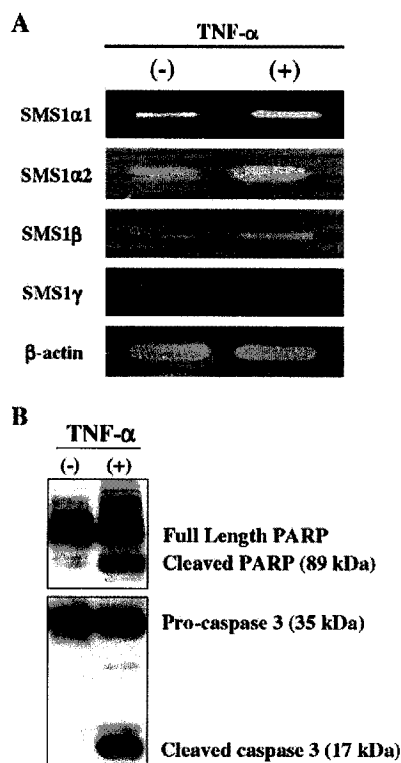 A
TNF-α
(-) (+)
SMS1α1
SMS1α2
SMS1β
SMS1γ
β-actin
B
TNF-α
(-) (+)
Full Length PARP
Cleaved PARP (89 kDa)
Pro-caspase 3 (35 kDa)
Cleaved caspase 3 (17 kDa)